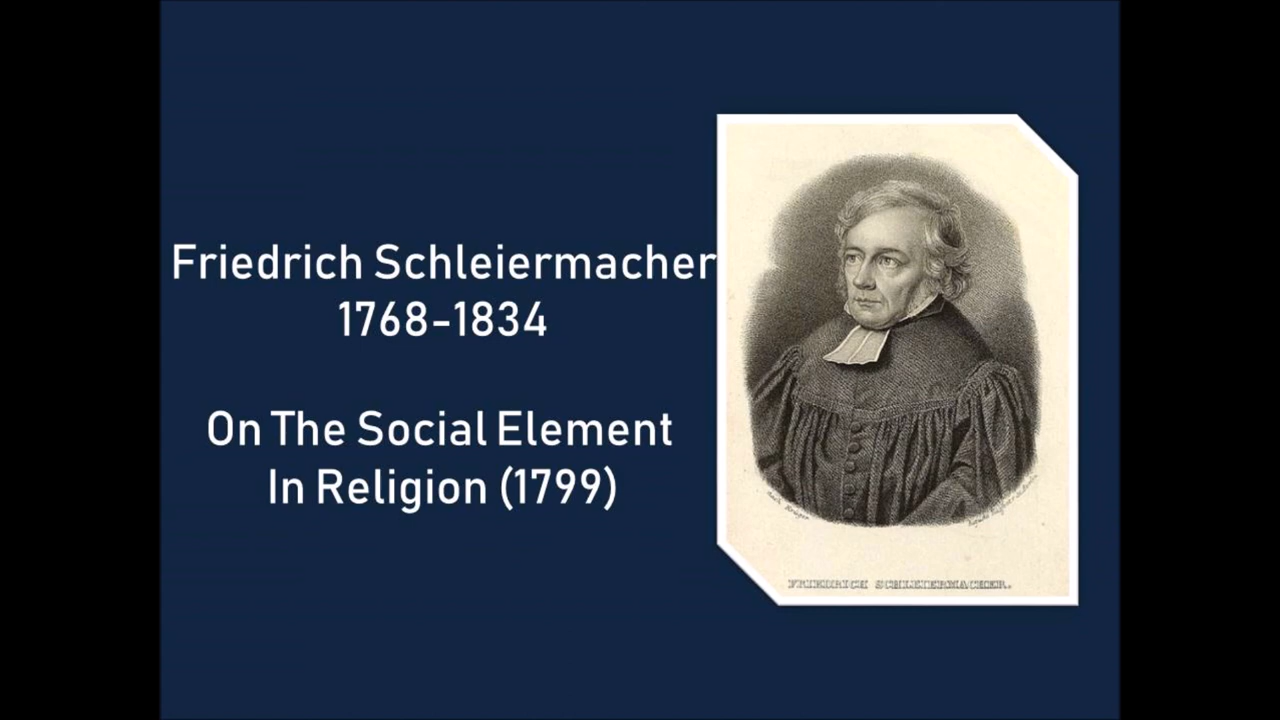 Friedrich Schleiermacher
1768-1834
On The Social Element
In Religion (1799)
FRIEDRICH SCHLEIERMACHER.